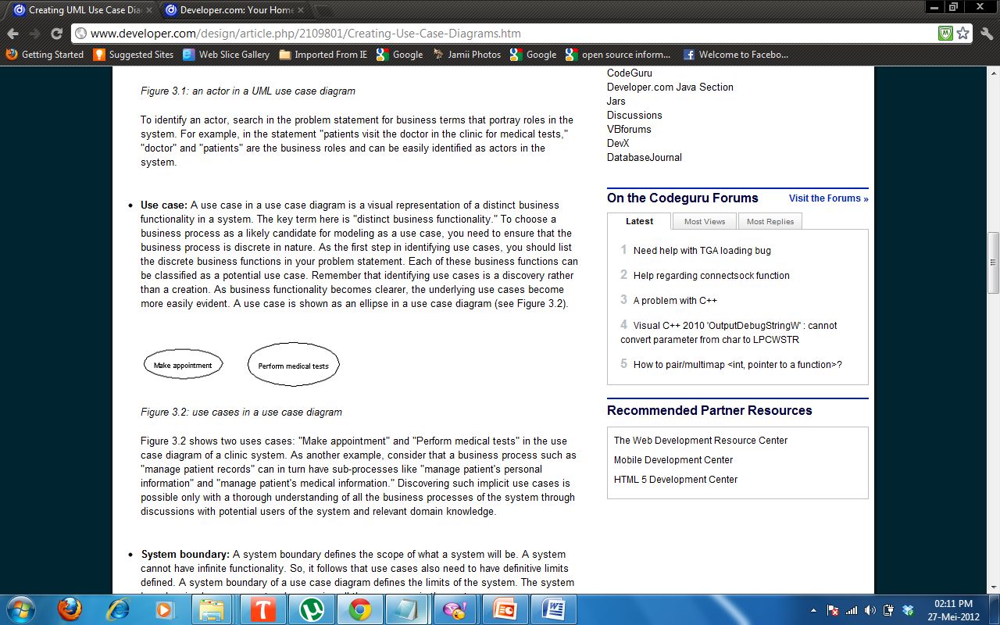 Creating UML Use Case Dia
Developer.com: Your Home
www.developer.com/design/article.php/2109801/Creating-Use-Case-Diagrams.htm
Getting Started
Suggested Sites
Web Slice Gallery
Imported From IE
Google
Jamii Photos
Google
open source inform...
Welcome to Facebo...
Figure 3.1: an actor in a UML use case diagram
To identify an actor, search in the problem statement for business terms that portray roles in the
system. For example, in the statement "patients visit the doctor in the clinic for medical tests,"
"doctor" and "patients" are the business roles and can be easily identified as actors in the
system.
Use case: A use case in a use case diagram is a visual representation of a distinct business
functionality in a system. The key term here is "distinct business functionality." To choose a
business process as a likely candidate for modeling as a use case, you need to ensure that the
business process is discrete in nature. As the first step in identifying use cases, you should list
the discrete business functions in your problem statement. Each of these business functions can
be classified as a potential use case. Remember that identifying use cases is a discovery rather
than a creation. As business functionality becomes clearer, the underlying use cases become
more easily evident. A use case is shown as an ellipse in a use case diagram (see Figure 3.2).
Make appointment
Perform medical tests
Figure 3.2: use cases in a use case diagram
Figure 3.2 shows two uses cases: "Make appointment" and "Perform medical tests" in the use
case diagram of a clinic system. As another example, consider that a business process such as
"manage patient records" can in turn have sub-processes like "manage patient's personal
information" and "manage patient's medical information." Discovering such implicit use cases is
possible only with a thorough understanding of all the business processes of the system through
discussions with potential users of the system and relevant domain knowledge.
System boundary: A system boundary defines the scope of what a system will be. A system
cannot have infinite functionality. So, it follows that use cases also need to have definitive limits
defined. A system boundary of a use case diagram defines the limits of the system. The system
CodeGuru
Developer.com Java Section
Jars
Discussions
VBforums
DevX
DatabaseJournal
On the Codeguru Forums
Visit the Forums »
Latest
Most Views
Most Replies
1 Need help with TGA loading bug
2 Help regarding connectsock function
3 A problem with C++
4 Visual C++ 2010 'OutputDebugStringW' : cannot
convert parameter from char to LPCWSTR
5 How to pair/multimap <int, pointer to a function>?
Recommended Partner Resources
The Web Development Resource Center
Mobile Development Center
HTML 5 Development Center
02:11 PM
27-Mei-2012